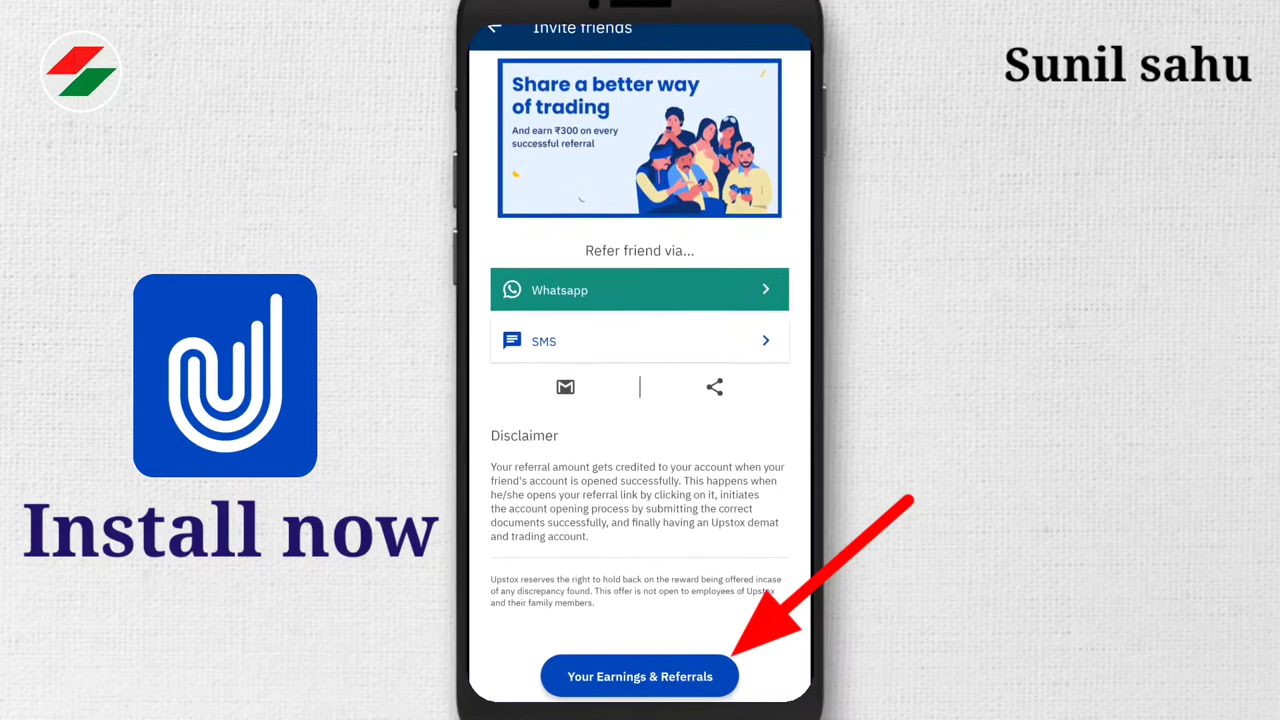 Invite friends
Sunil sahu
Share a better way
of trading
And earn ₹300 on every
successful referral
Refer friend via...
Whatsapp
SMS
Disclaimer
Your referral amount gets credited to your account when your
friend's account is opened successfully. This happens when
he/she opens your referral link by clicking on it, initiates
the account opening process by submitting the correct
documents successfully, and finally having an Upstox demat
and trading account.
Install now
Upstox reserves the right to hold back on the reward being offered incase
of any discrepancy found. This offer is not open to employees of Upstox
and their family members.
Your Earnings & Referrals